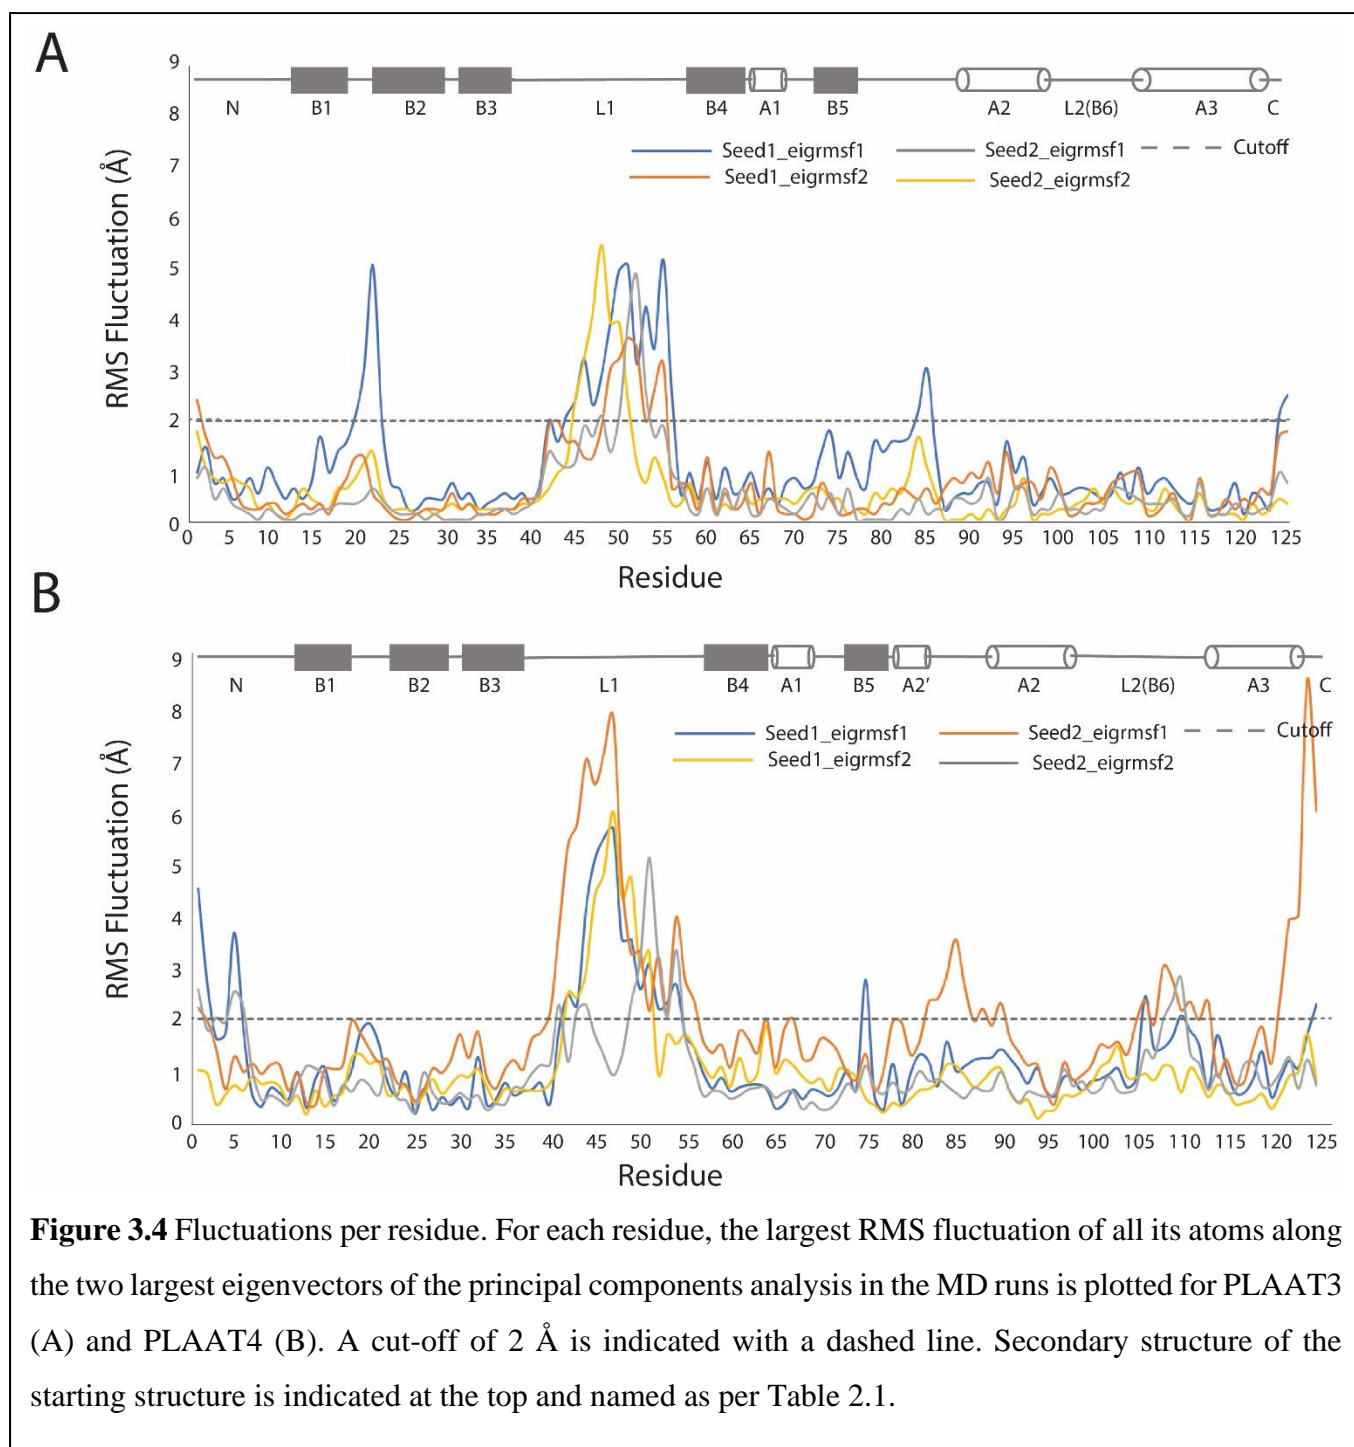 A
9
8
7
6
5
4
3
2
1
0
RMS Fluctuation (Å)
N B1 B2 B3 L1 B4 A1 B5 A2 L2(B6) A3 C
Seed1_eigrmsf1 Seed2_eigrmsf1 Cutoff
Seed1_eigrmsf2 Seed2_eigrmsf2
0 5 10 15 20 25 30 35 40 45 50 55 60 65 70 75 80 85 90 95 100 105 110 115 120 125
Residue
B
9
8
7
6
5
4
3
2
1
0
RMS Fluctuation (Å)
N B1 B2 B3 L1 B4 A1 B5 A2′ A2 L2(B6) A3 C
Seed1_eigrmsf1 Seed2_eigrmsf1 Cutoff
Seed1_eigrmsf2 Seed2_eigrmsf2
0 5 10 15 20 25 30 35 40 45 50 55 60 65 70 75 80 85 90 95 100 105 110 115 120 125
Residue
Figure 3.4 Fluctuations per residue. For each residue, the largest RMS fluctuation of all its atoms along
the two largest eigenvectors of the principal components analysis in the MD runs is plotted for PLAAT3
(A) and PLAAT4 (B). A cut-off of 2 Å is indicated with a dashed line. Secondary structure of the
starting structure is indicated at the top and named as per Table 2.1.